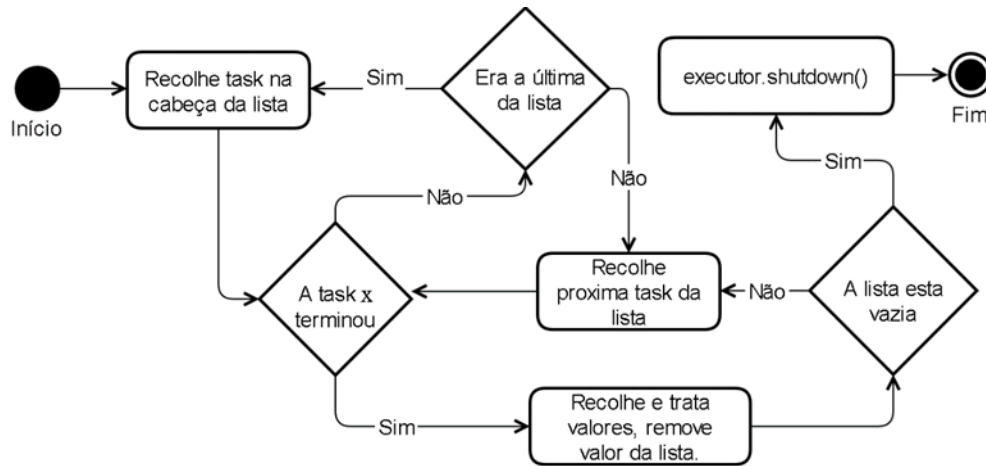 Início
Recolhe task na
cabeça da lista
Sim
Era a última
da lista
Não
Não
A task x
terminou
Sim
Recolhe
proxima task da
lista
Recolhe e trata
valores, remove
valor da lista.
Não
A lista esta
vazia
Sim
executor.shutdown()
Fim